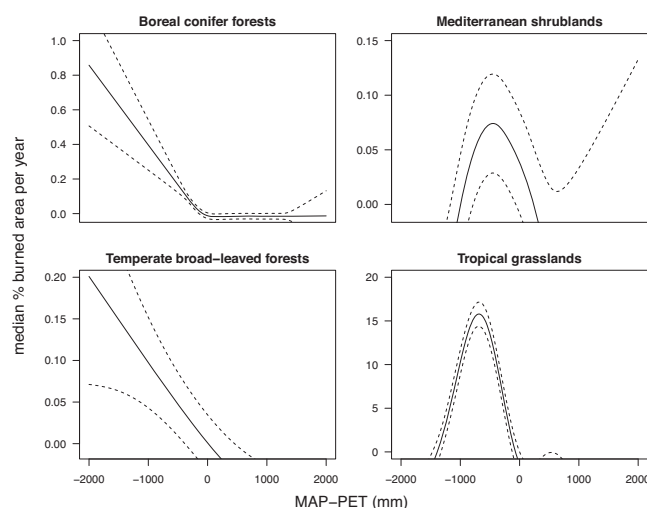 Boreal conifer forests
Mediterranean shrublands
1.0
0.8
0.6
0.4
0.2
0.0
0.15
0.10
0.05
0.00
median % burned area per year
Temperate broad−leaved forests
Tropical grasslands
0.20
0.15
0.10
0.05
0.00
20
15
10
5
0
−2000 −1000 0 1000 2000
−2000 −1000 0 1000 2000
MAP−PET (mm)